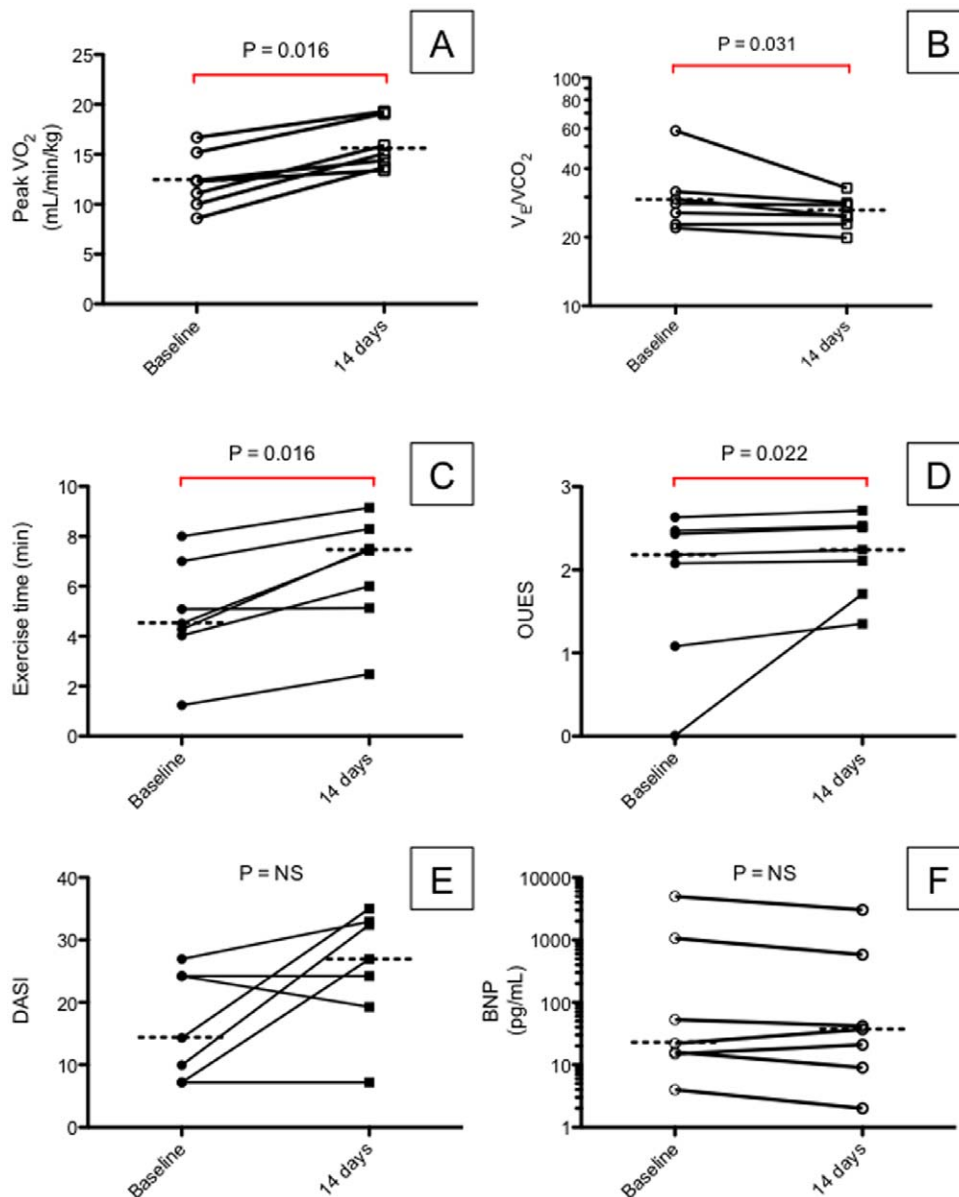 A
P = 0.016
Peak VO₂
(mL/min/kg)
25
20
15
10
5
0
Baseline
14 days
B
P = 0.031
V_E/VCO₂
100
80
60
40
20
10
Baseline
14 days
C
P = 0.016
Exercise time (min)
10
8
6
4
2
0
Baseline
14 days
D
P = 0.022
OUES
3
2
1
0
Baseline
14 days
E
P = NS
DASI
40
30
20
10
0
Baseline
14 days
F
P = NS
BNP
(pg/mL)
10000
1000
100
10
1
Baseline
14 days